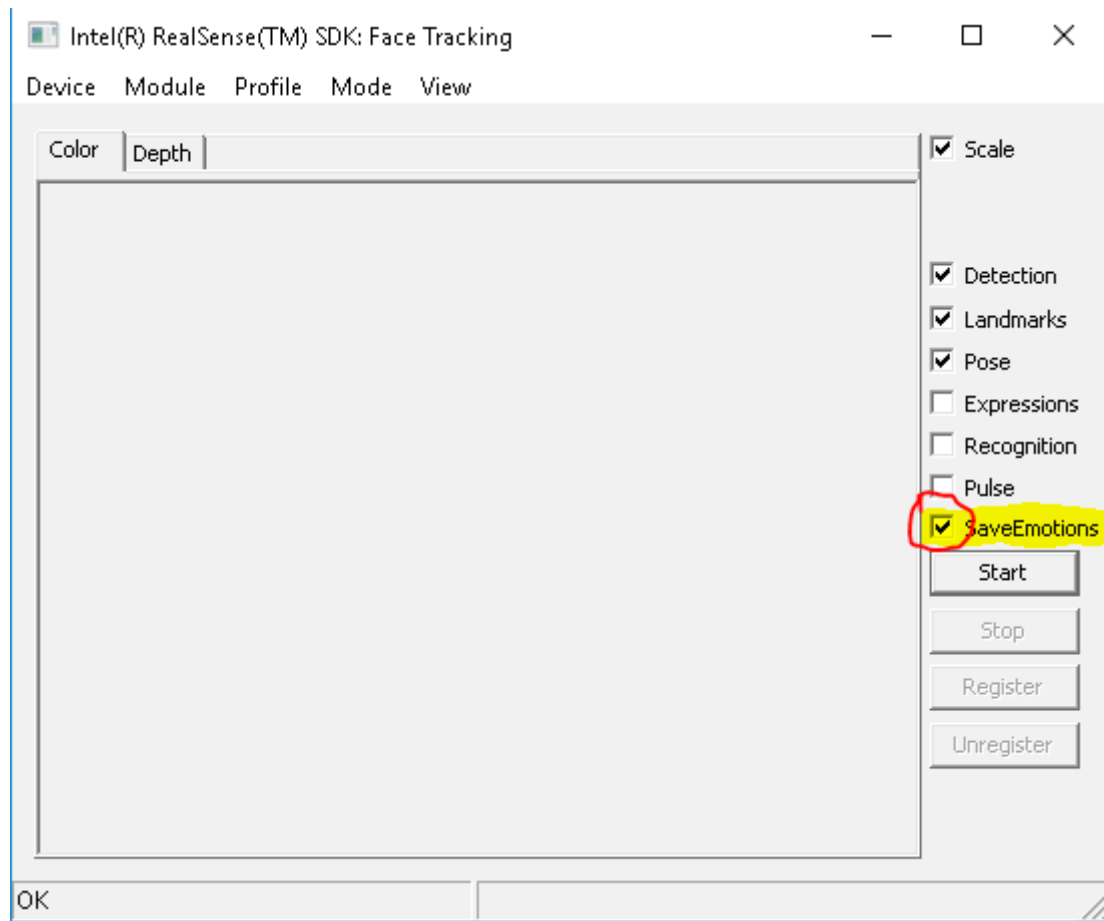 Intel(R) RealSense(TM) SDK: Face Tracking
Device Module Profile Mode View
Color Depth
Scale
Detection
Landmarks
Pose
Expressions
Recognition
Pulse
SaveEmotions
Start
Stop
Register
Unregister
OK